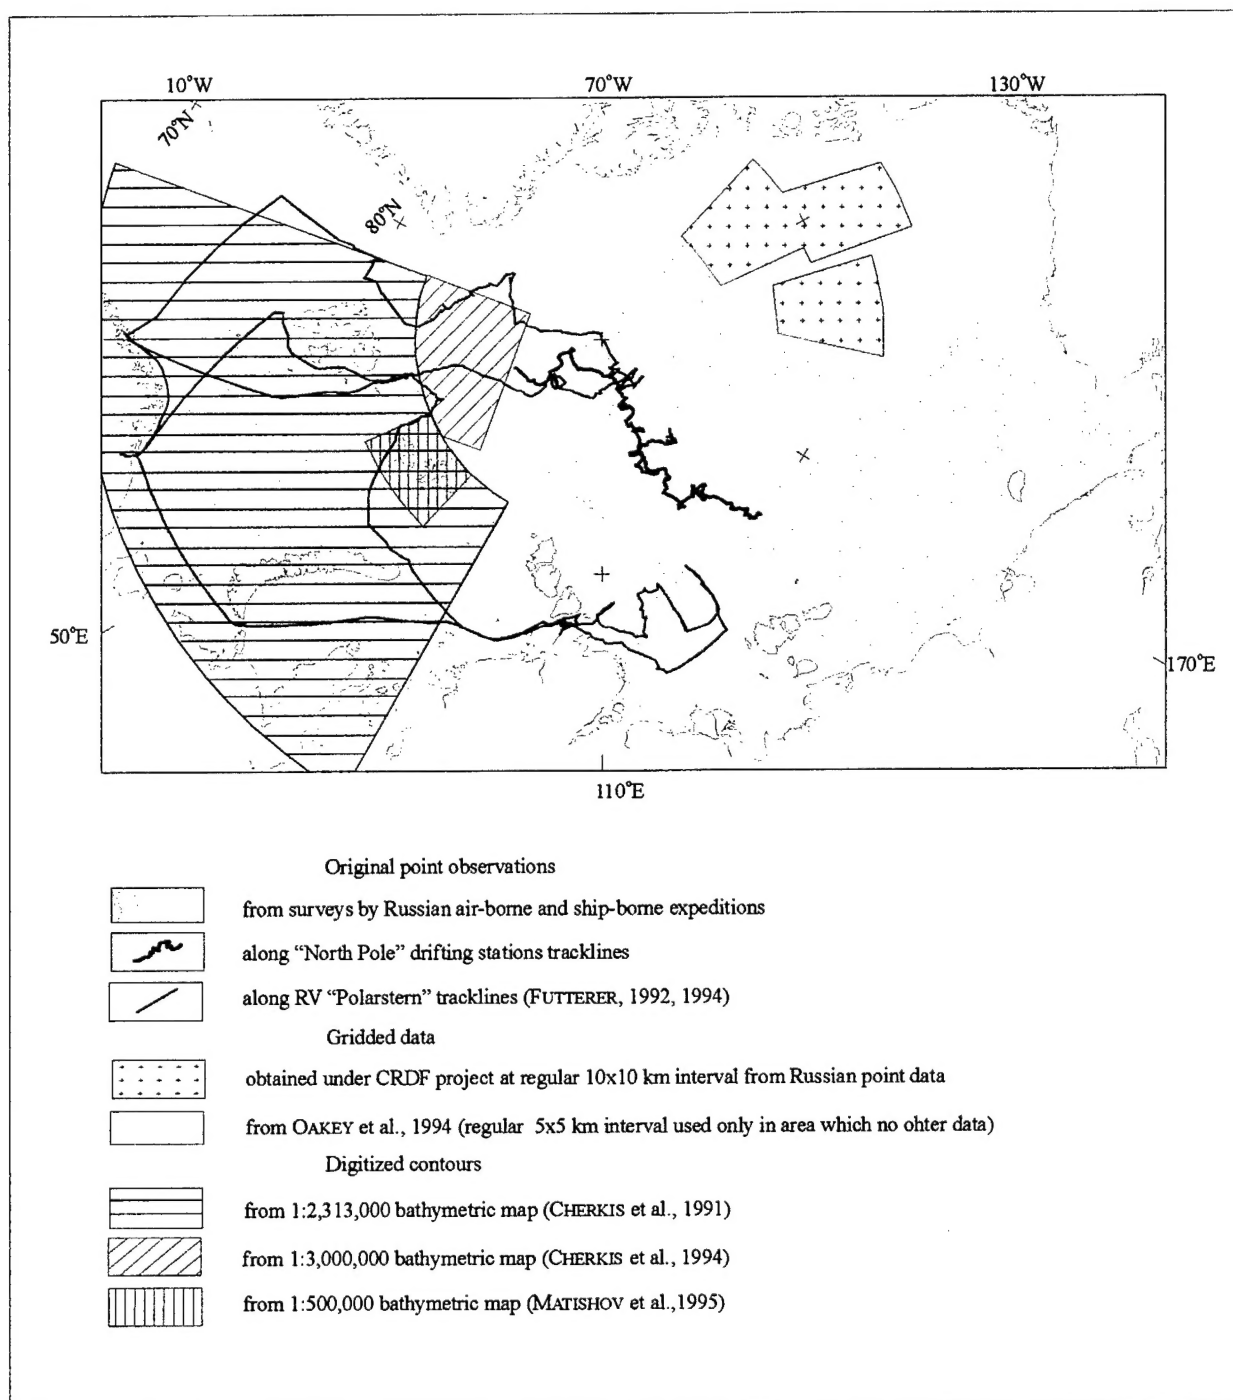 10°W 70°W 130°W
70°N
80°N
50°E
170°E
110°E
Original point observations
from surveys by Russian air-borne and ship-borne expeditions
along “North Pole” drifting stations tracklines
along RV “Polarstern” tracklines (FUTTERER, 1992, 1994)
Gridded data
obtained under CRDF project at regular 10x10 km interval from Russian point data
from OAKEY et al., 1994 (regular 5x5 km interval used only in area which no ohter data)
Digitized contours
from 1:2,313,000 bathymetric map (CHERKIS et al., 1991)
from 1:3,000,000 bathymetric map (CHERKIS et al., 1994)
from 1:500,000 bathymetric map (MATISHOV et al.,1995)